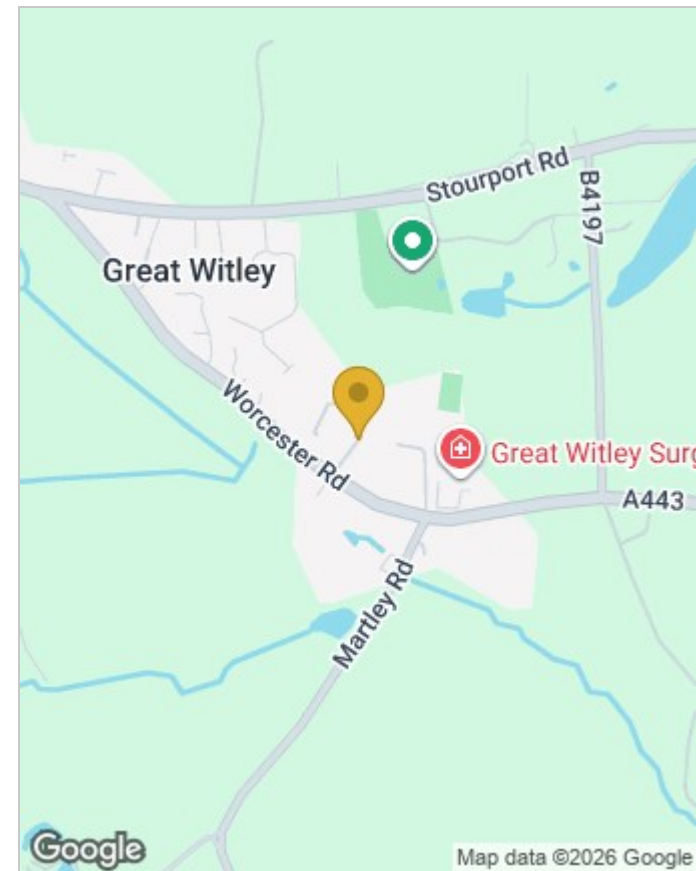 Stourport Rd
B4197
Great Witley
Worcester Rd
Great Witley Surg
A443
Martley Rd
Google
Map data ©2026 Google